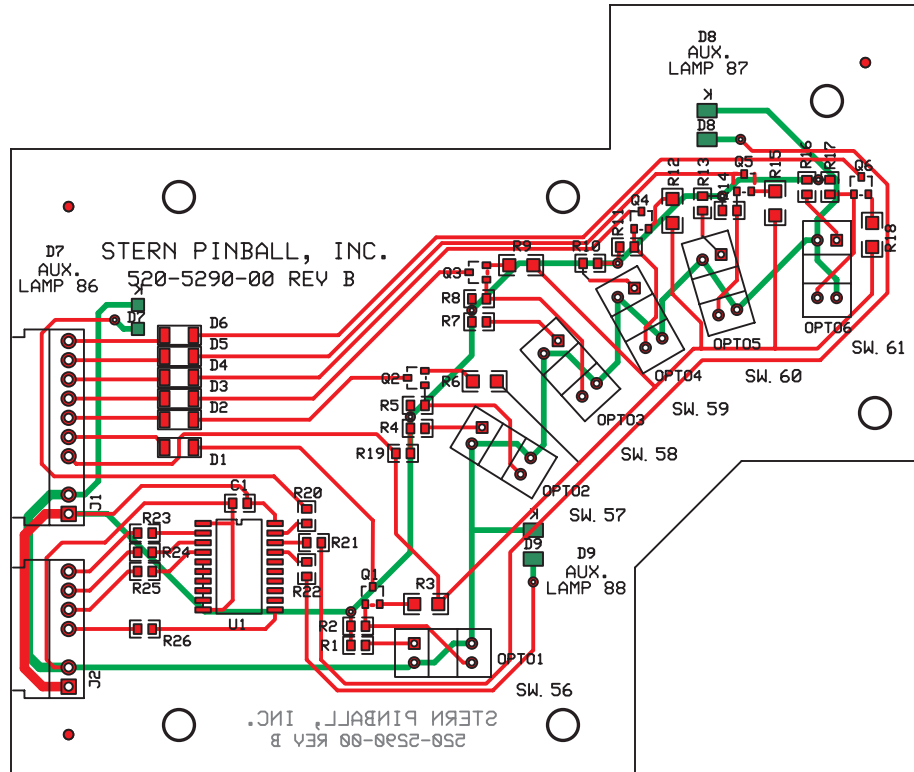 D8
AUX.
LAMP 87
K
D8
R12
R13
R14
Q5
R15
R16
R17
Q6
R11
Q4
R18
D7
AUX.
LAMP 86
STERN PINBALL, INC.
520-5290-00 REV B
K
D7
Q3
R9
R10
R8
R7
D6
D5
D4
D3
D2
D1
Q2
R6
R5
R4
R19
OPTO6
SW. 61
OPTO5
SW. 60
OPTO4
SW. 59
OPTO3
SW. 58
OPTO2
SW. 57
J1
C1
R20
R23
R24
R25
R21
R22
U1
R26
K
D9
D9
AUX.
LAMP 88
Q1
R3
R2
R1
OPTO1
SW. 56
J2
STERN PINBALL, INC.
520-5290-00 REV B